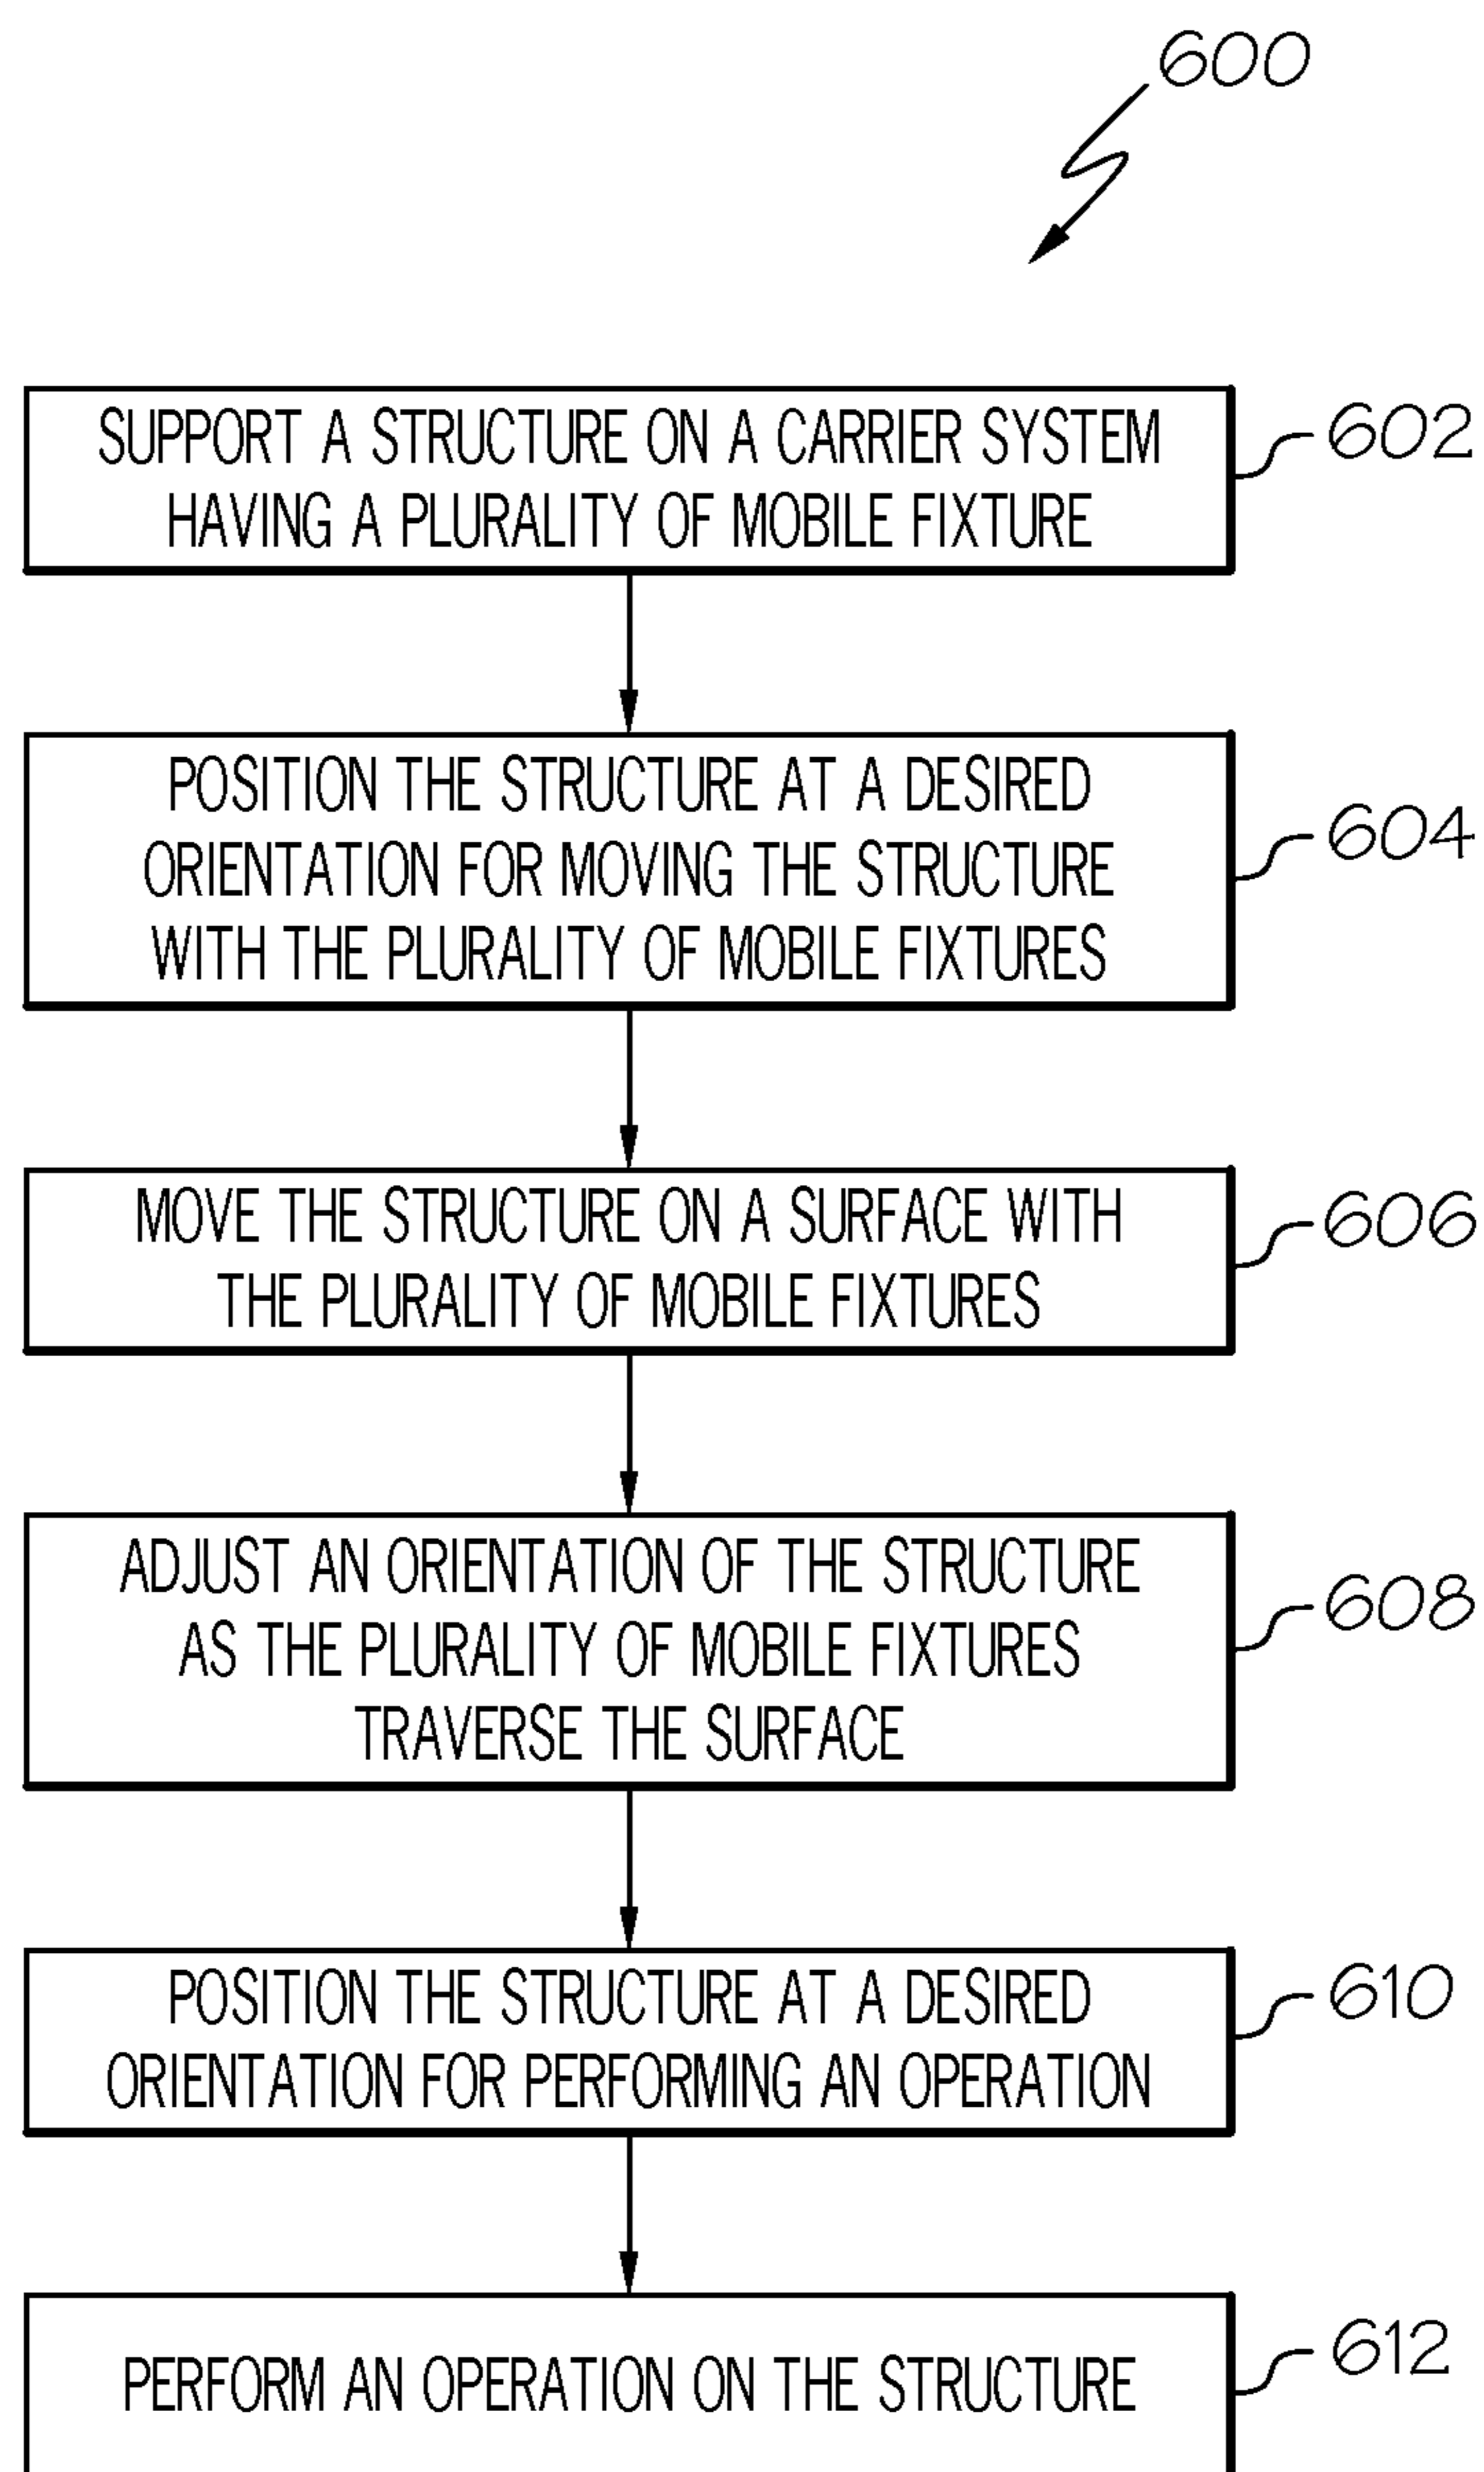 600
SUPPORT A STRUCTURE ON A CARRIER SYSTEM
HAVING A PLURALITY OF MOBILE FIXTURE
602
POSITION THE STRUCTURE AT A DESIRED
ORIENTATION FOR MOVING THE STRUCTURE
WITH THE PLURALITY OF MOBILE FIXTURES
604
MOVE THE STRUCTURE ON A SURFACE WITH
THE PLURALITY OF MOBILE FIXTURES
606
ADJUST AN ORIENTATION OF THE STRUCTURE
AS THE PLURALITY OF MOBILE FIXTURES
TRAVERSE THE SURFACE
608
POSITION THE STRUCTURE AT A DESIRED
ORIENTATION FOR PERFORMING AN OPERATION
610
PERFORM AN OPERATION ON THE STRUCTURE
612